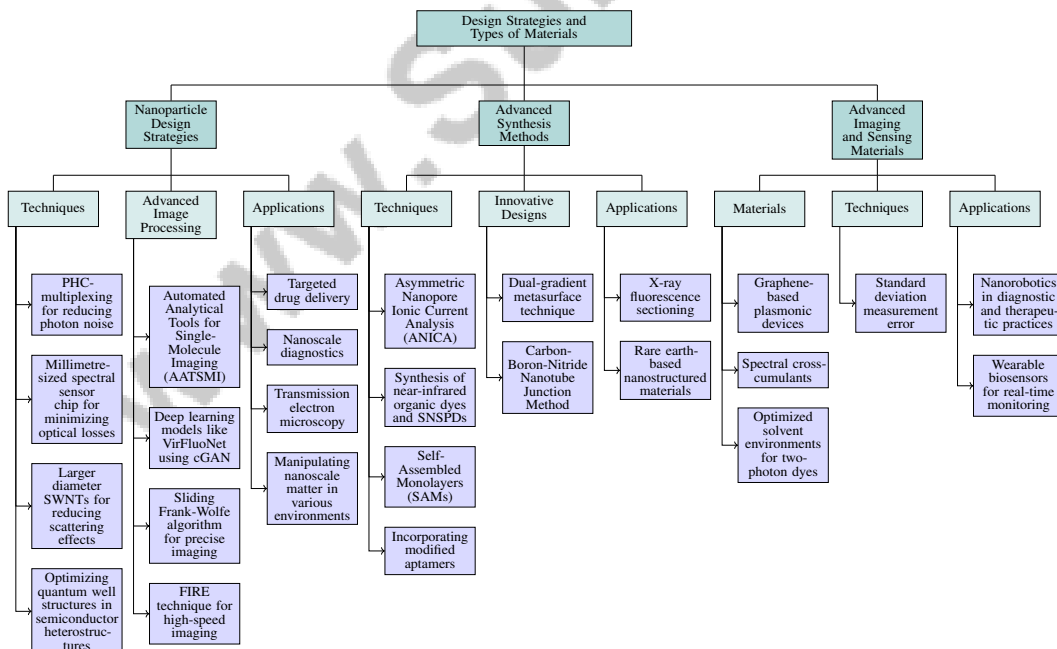 Design Strategies and
Types of Materials
Nanoparticle
Design
Strategies
Advanced
Synthesis
Methods
Advanced
Imaging
and Sensing
Materials
Techniques
Advanced
Image
Processing
Applications
Techniques
Innovative
Designs
Applications
Materials
Techniques
Applications
PHC-
multiplexing
for reducing
photon noise
Millimetre-
sized spectral
sensor
chip for
minimizing
optical losses
Larger
diameter
SWNTs for
reducing
scattering
effects
Optimizing
quantum well
structures in
semiconductor
heterostruc-
tures
Automated
Analytical
Tools for
Single-
Molecule
Imaging
(AATSMI)
Deep learning
models like
VirFluoNet
using cGAN
Sliding
Frank-Wolfe
algorithm
for precise
imaging
FIRE
technique for
high-speed
imaging
Targeted
drug delivery
Nanoscale
diagnostics
Transmission
electron
microscopy
Manipulating
nanoscale
matter in
various
environments
Asymmetric
Nanopore
Ionic Current
Analysis
(ANICA)
Synthesis of
near-infrared
organic dyes
and SNSPDs
Self-
Assembled
Monolayers
(SAMs)
Incorporating
modified
aptamers
Dual-gradient
metasurface
technique
Carbon-
Boron-Nitride
Nanotube
Junction
Method
X-ray
fluorescence
sectioning
Rare earth-
based
nanostructured
materials
Graphene-
based
plasmonic
devices
Spectral cross-
cumulants
Optimized
solvent
environments
for two-
photon dyes
Standard
deviation
measurement
error
Nanorobotics
in diagnostic
and therapeu-
tic practices
Wearable
biosensors
for real-time
monitoring
www.su